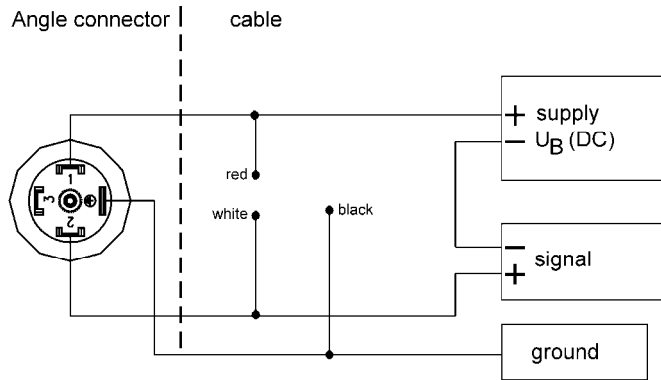 Angle connector
cable
+ supply
− U_B (DC)
1
3
2
red
white
black
−
+ signal
ground